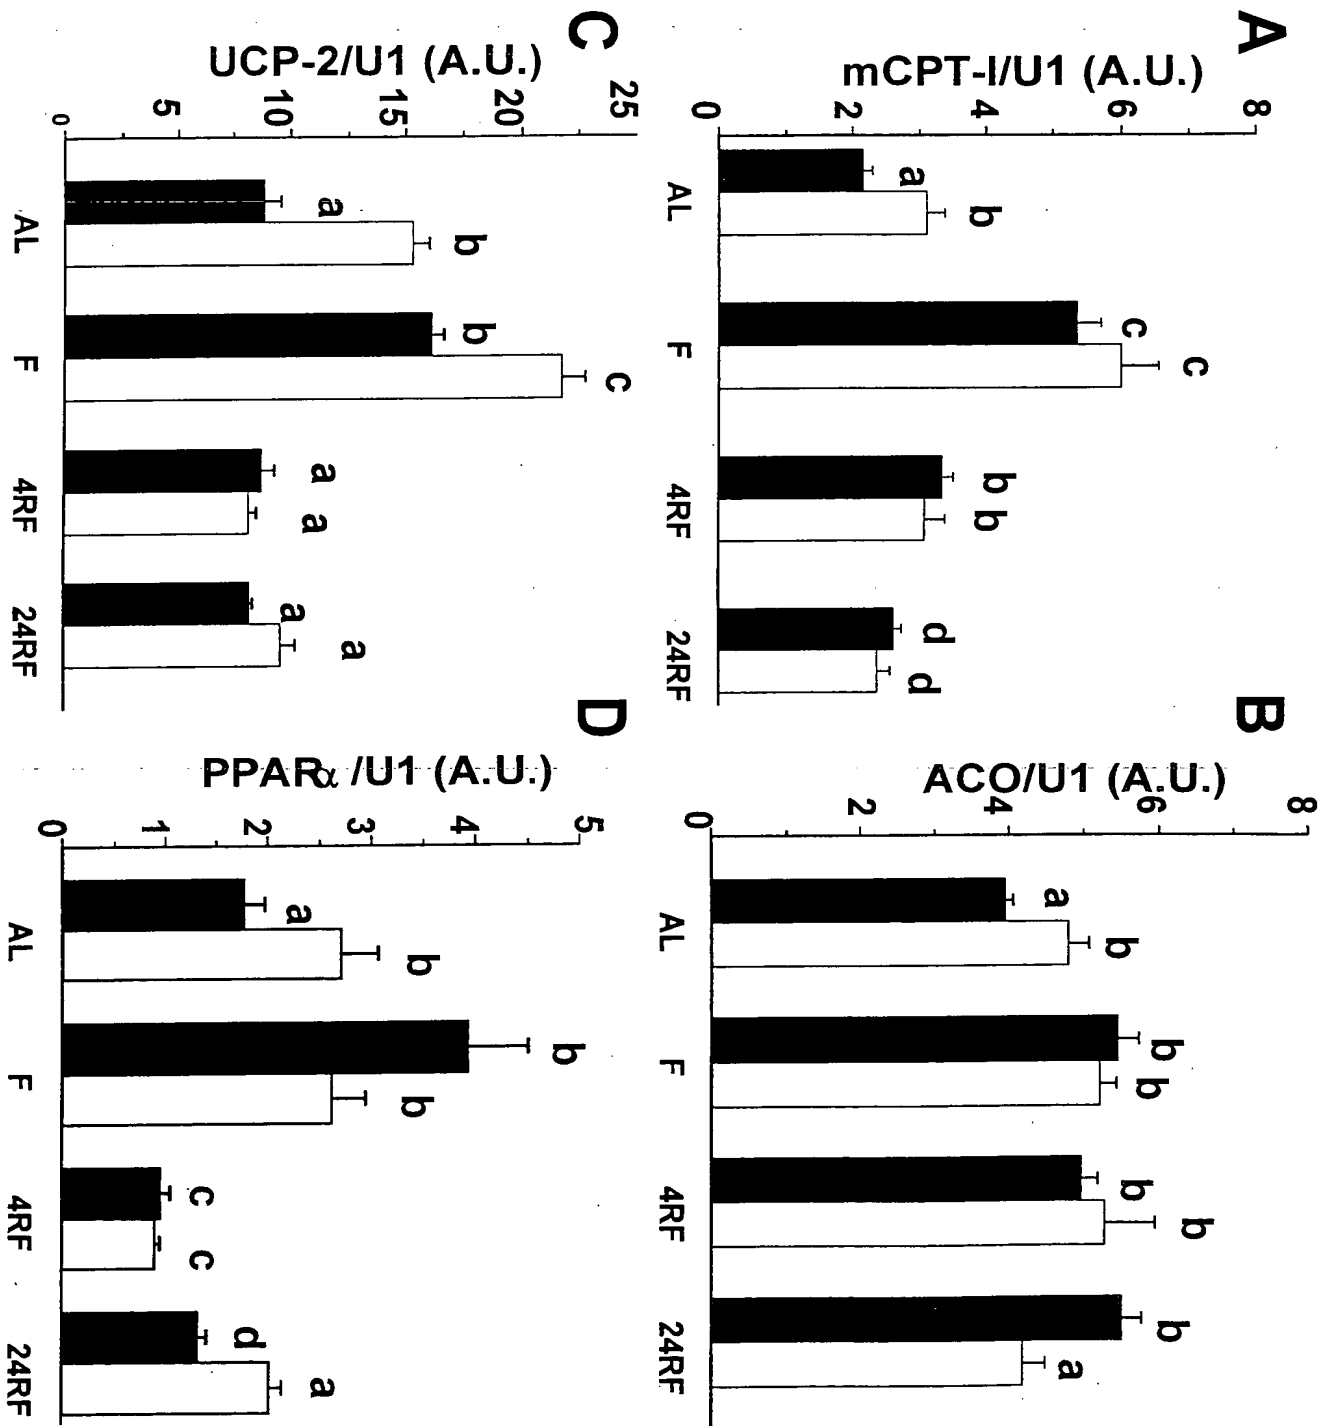 A
mCPT-I/U1 (A.U.)
0 2 4 6 8
a b c c b b d d
AL F 4RF 24RF
B
ACO/U1 (A.U.)
0 2 4 6 8
a b b b b b b a
AL F 4RF 24RF
C
UCP-2/U1 (A.U.)
0 5 10 15 20 25
a b b c a a a a
AL F 4RF 24RF
D
PPARα /U1 (A.U.)
0 1 2 3 4 5
a b b b c c d a
AL F 4RF 24RF